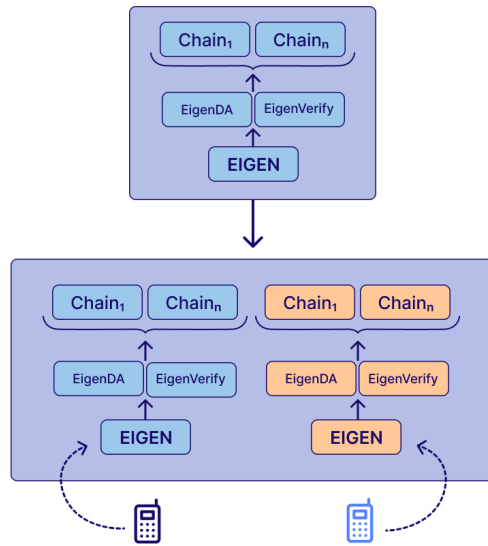 Chain₁ Chainₙ
EigenDA EigenVerify
EIGEN
Chain₁ Chainₙ Chain₁ Chainₙ
EigenDA EigenVerify EigenDA EigenVerify
EIGEN EIGEN